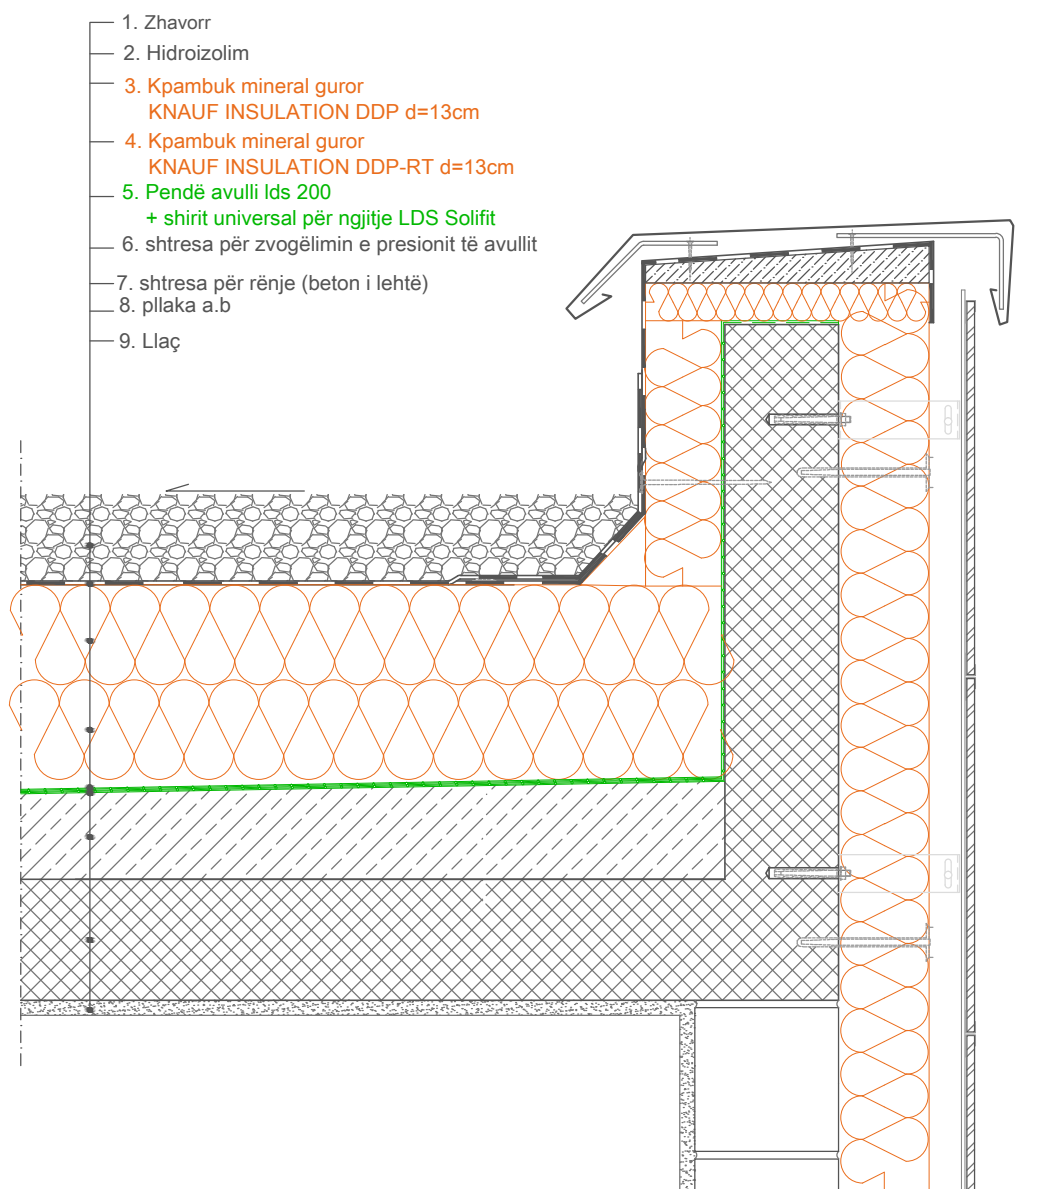 1. Zhavorr
2. Hidroizolim
3. Kpambuk mineral guror
KNAUF INSULATION DDP d=13cm
4. Kpambuk mineral guror
KNAUF INSULATION DDP-RT d=13cm
5. Pendë avulli lds 200
+ shirit universal për ngjitje LDS Solifit
6. shtresa për zvogëlimin e presionit të avullit
7. shtresa për rënje (beton i lehtë)
8. pllaka a.b
9. Llaç